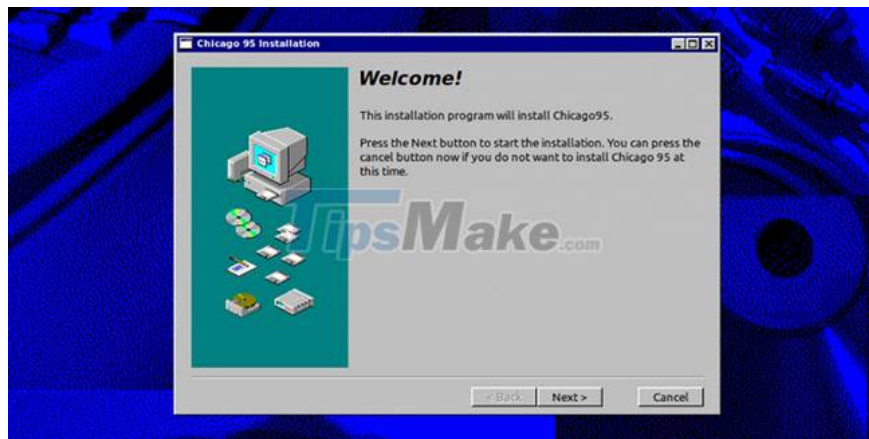 Chicago 95 Installation
Welcome!
This installation program will install Chicago95.
Press the Next button to start the installation. You can press the
cancel button now if you do not want to install Chicago 95 at
this time.
TipsMake.com
< Back Next > Cancel